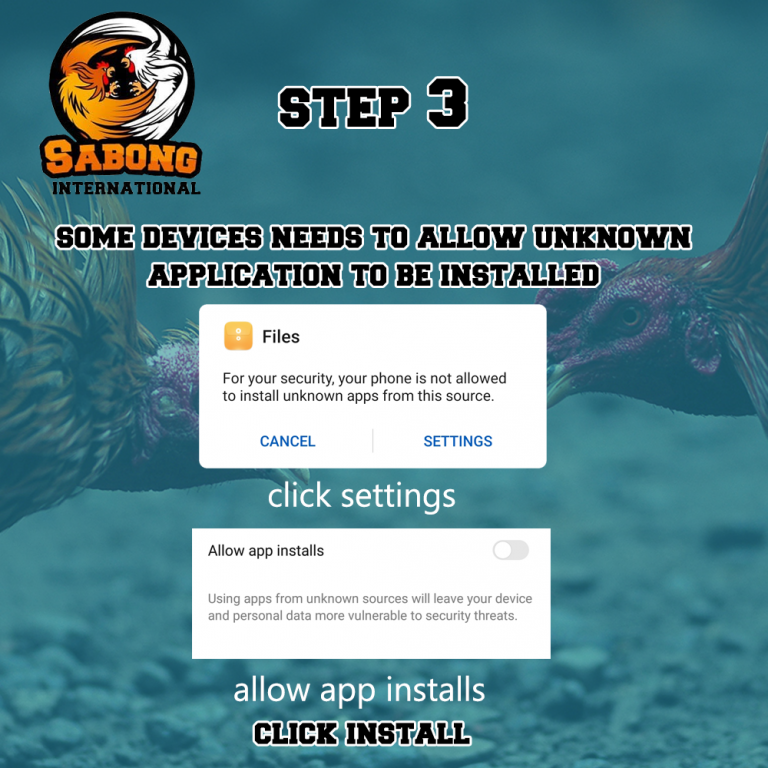 SABONG
INTERNATIONAL
STEP 3
SOME DEVICES NEEDS TO ALLOW UNKNOWN
APPLICATION TO BE INSTALLED
Files
For your security, your phone is not allowed
to install unknown apps from this source.
CANCEL
SETTINGS
click settings
Allow app installs
Using apps from unknown sources will leave your device
and personal data more vulnerable to security threats.
allow app installs
CLICK INSTALL